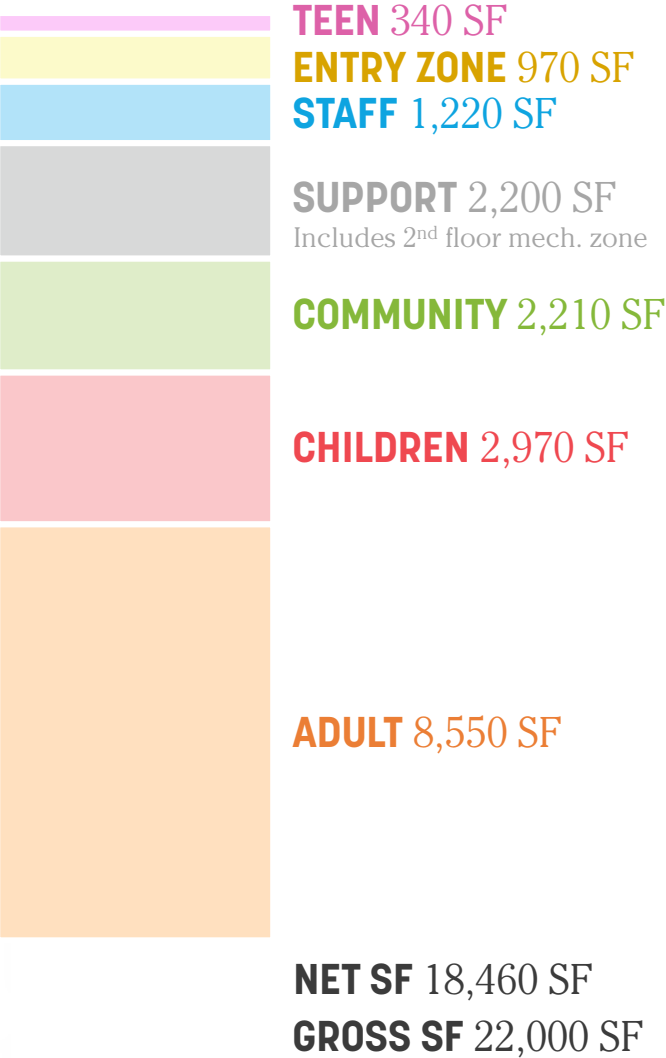 TEEN 340 SF
ENTRY ZONE 970 SF
STAFF 1,220 SF
SUPPORT 2,200 SF
Includes 2nd floor mech. zone
COMMUNITY 2,210 SF
CHILDREN 2,970 SF
ADULT 8,550 SF
NET SF 18,460 SF
GROSS SF 22,000 SF